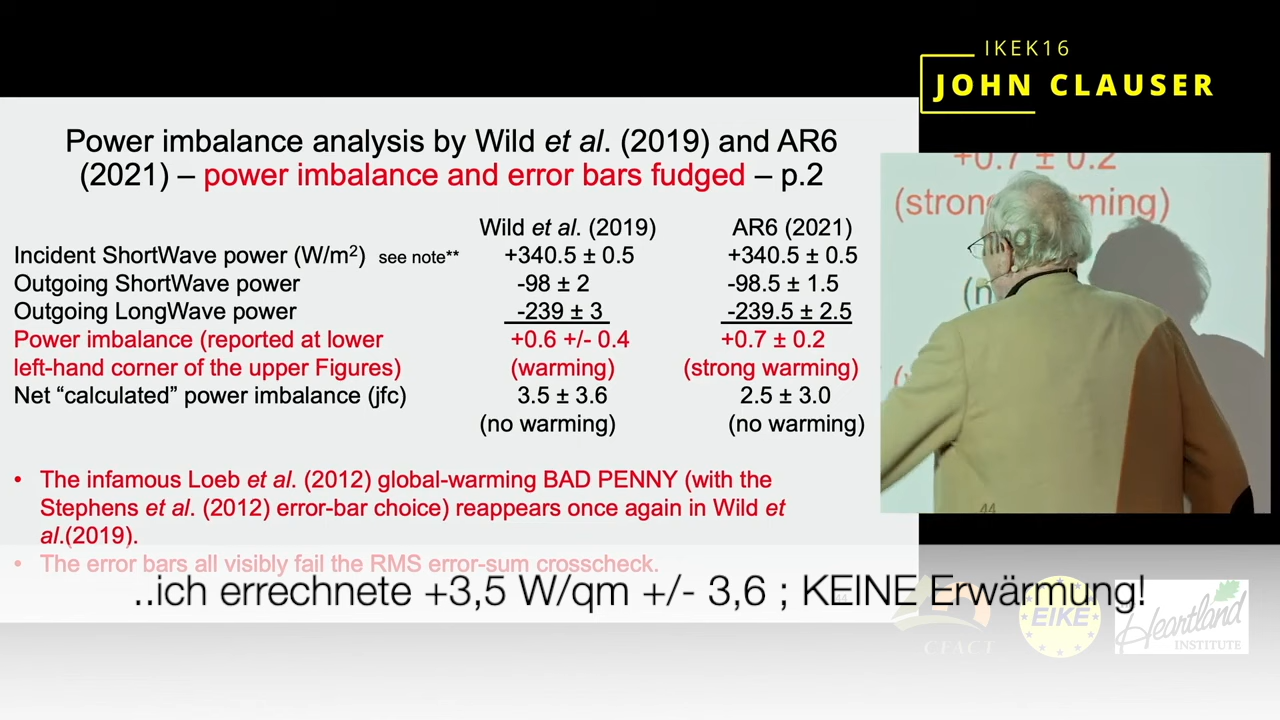 IKEK16
JOHN CLAUSER
Power imbalance analysis by Wild et al. (2019) and AR6
(2021) – power imbalance and error bars fudged – p.2
Wild et al. (2019) AR6 (2021)
Incident ShortWave power (W/m²) see note** +340.5 ± 0.5 +340.5 ± 0.5
Outgoing ShortWave power -98 ± 2 -98.5 ± 1.5
Outgoing LongWave power -239 ± 3 -239.5 ± 2.5
Power imbalance (reported at lower +0.6 +/- 0.4 +0.7 ± 0.2
left-hand corner of the upper Figures) (warming) (strong warming)
Net “calculated” power imbalance (jfc) 3.5 ± 3.6 2.5 ± 3.0
(no warming) (no warming)
• The infamous Loeb et al. (2012) global-warming BAD PENNY (with the
Stephens et al. (2012) error-bar choice) reappears once again in Wild et
al.(2019).
• The error bars all visibly fail the RMS error-sum crosscheck.
+0.7 ± 0.2
(strong ming)
(n
44
..ich errechnete +3,5 W/qm +/- 3,6 ; KEINE Erwärmung!
CFACT
EIKE
Heartland
INSTITUTE